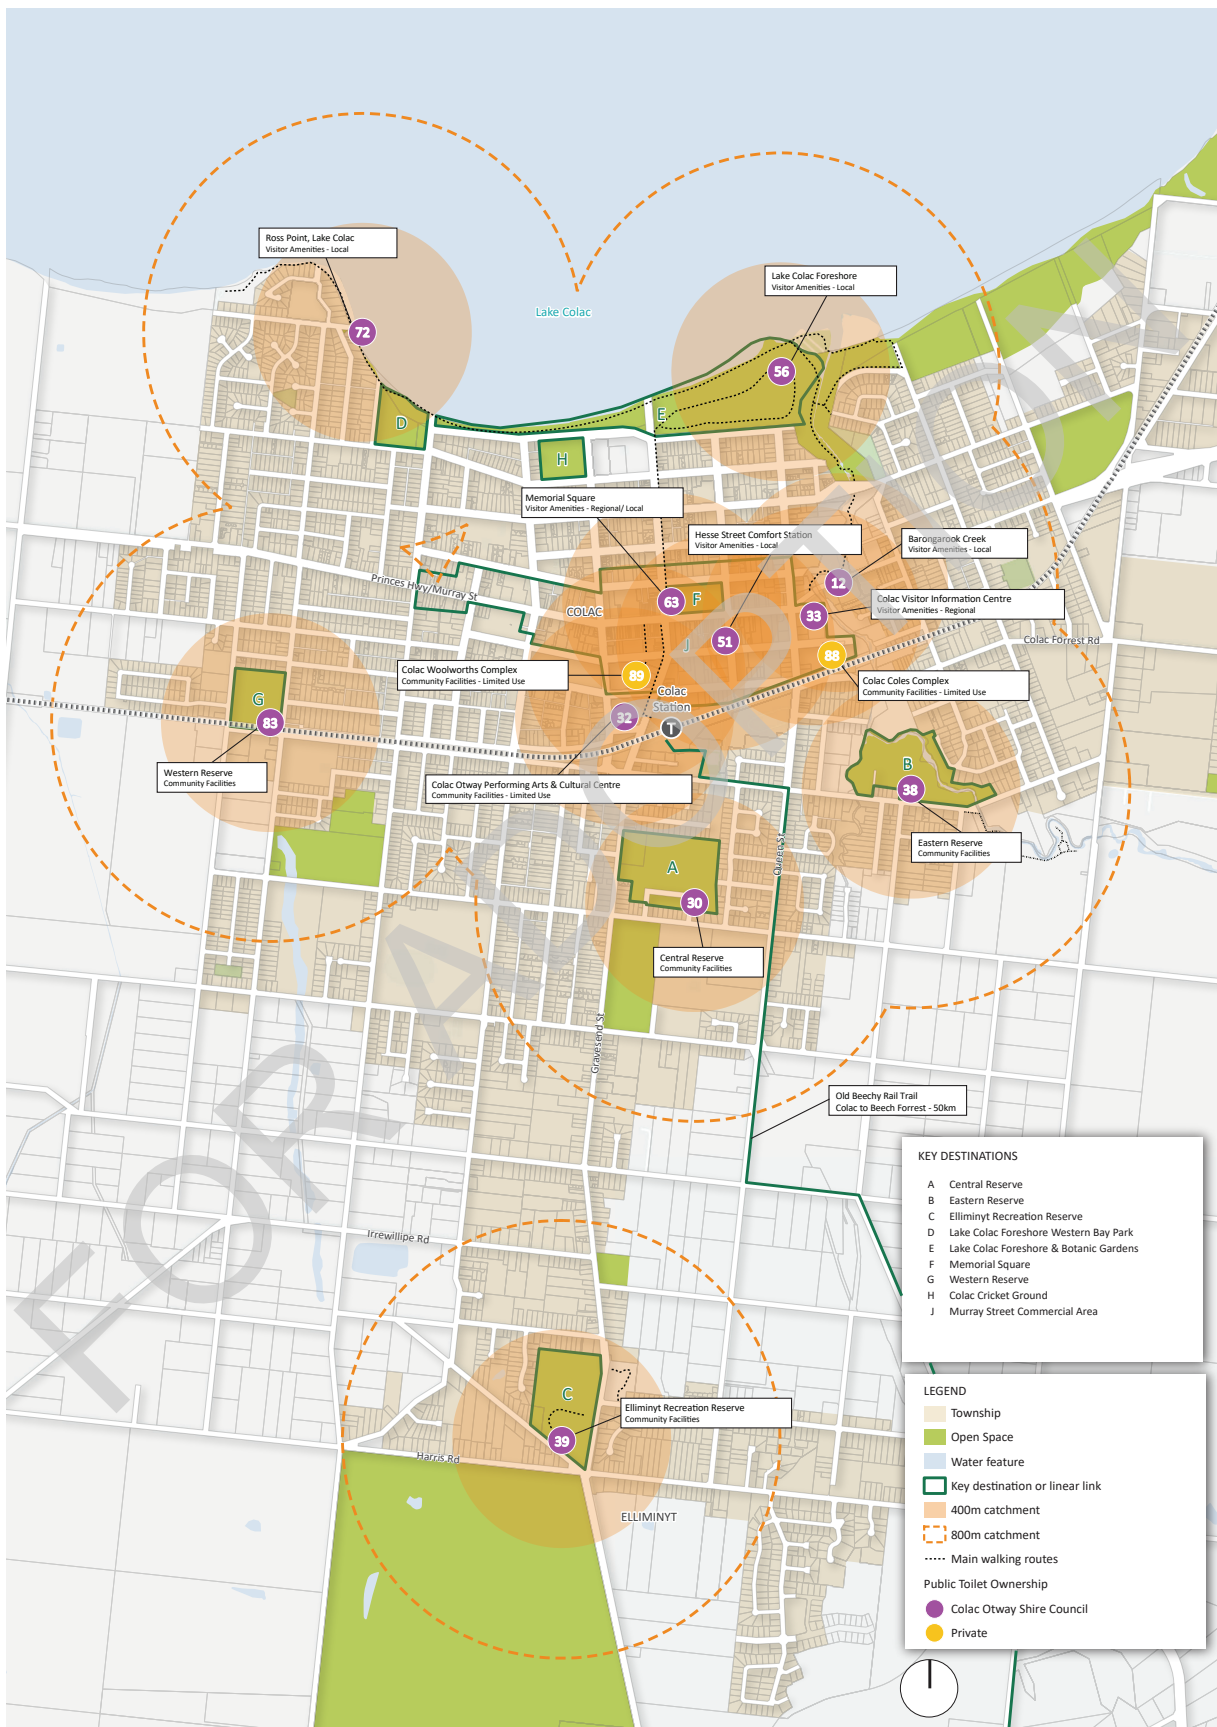 Ross Point, Lake Colac
Visitor Amenities - Local
Lake Colac Foreshore
Visitor Amenities - Local
Lake Colac
72
56
D
E
H
Memorial Square
Visitor Amenities - Regional/ Local
Hesse Street Comfort Station
Visitor Amenities - Local
Barongarook Creek
Visitor Amenities - Local
Princes Hwy/Murray St
COLAC
63
F
12
Colac Visitor Information Centre
Visitor Amenities - Regional
33
J
51
Colac Forrest Rd
88
Colac Woolworths Complex
Community Facilities - Limited Use
89
Colac Coles Complex
Community Facilities - Limited Use
Colac
Station
G
83
32
T
Western Reserve
Community Facilities
Colac Otway Performing Arts & Cultural Centre
Community Facilities - Limited Use
B
38
Eastern Reserve
Community Facilities
Queen St
A
30
Central Reserve
Community Facilities
Gravesend St
Old Beechy Rail Trail
Colac to Beech Forrest - 50km
Irrewillipe Rd
C
Elliminyt Recreation Reserve
Community Facilities
39
Harris Rd
ELLIMINYT
KEY DESTINATIONS
A Central Reserve
B Eastern Reserve
C Elliminyt Recreation Reserve
D Lake Colac Foreshore Western Bay Park
E Lake Colac Foreshore & Botanic Gardens
F Memorial Square
G Western Reserve
H Colac Cricket Ground
J Murray Street Commercial Area
LEGEND
Township
Open Space
Water feature
Key destination or linear link
400m catchment
800m catchment
Main walking routes
Public Toilet Ownership
Colac Otway Shire Council
Private